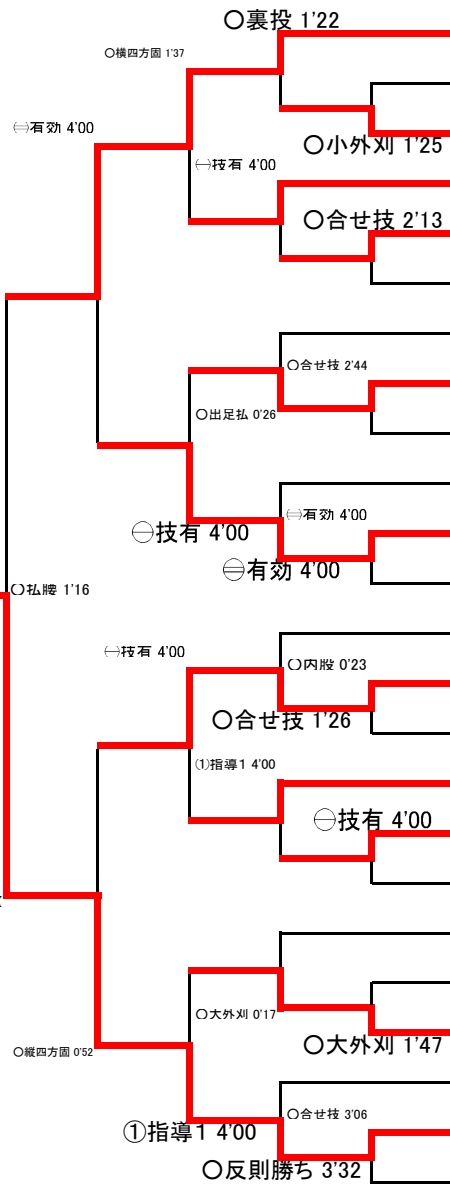 ○裏投 1'22
○横四方固 1'37
㊁有効 4'00
○小外刈 1'25
㊀技有 4'00
○合せ技 2'13
○合せ技 2'44
○出足払 0'26
㊁有効 4'00
㊀技有 4'00
㊁有効 4'00
○払腰 1'16
㊀技有 4'00
○内股 0'23
○合せ技 1'26
①指導1 4'00
㊀技有 4'00
○大外刈 0'17
○大外刈 1'47
○縦四方固 0'52
○合せ技 3'06
①指導1 4'00
○反則勝ち 3'32